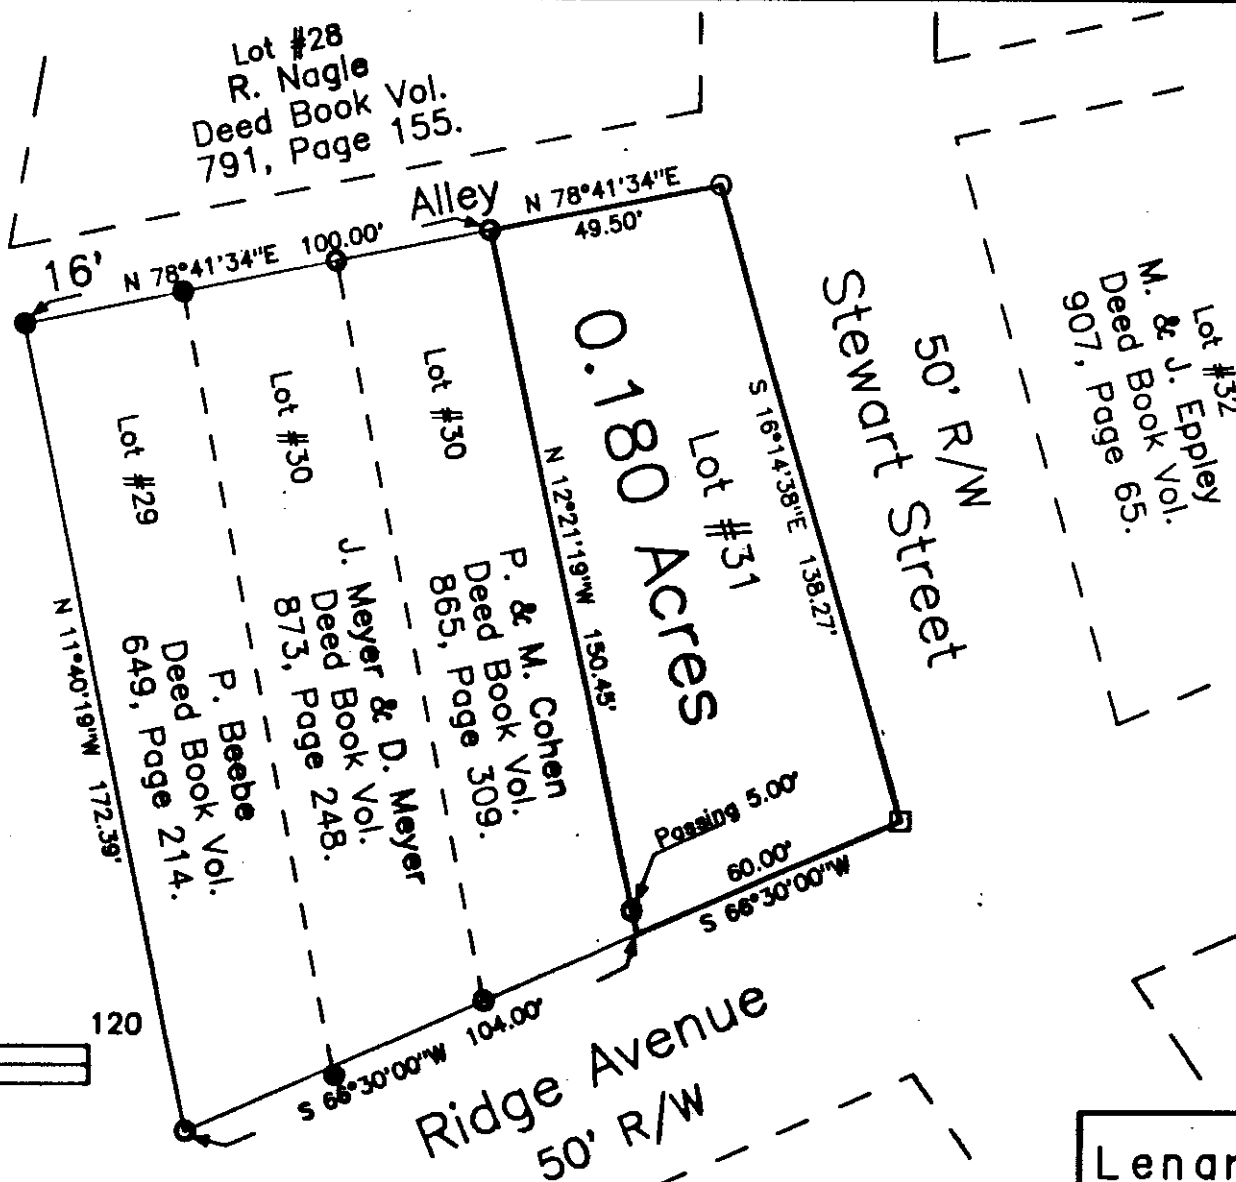 Lot #28
R. Nagle
Deed Book Vol.
791, Page 155.
Alley
N 78°41'34"E
49.50'
16'
N 78°41'34"E 100.00'
Lot #29
P. Beebe
Deed Book Vol.
649, Page 214.
N 11°40'19"W 172.39'
Lot #30
J. Meyer & D. Meyer
Deed Book Vol.
873, Page 248.
Lot #30
P. & M. Cohen
Deed Book Vol.
865, Page 309.
N 12°21'19"W 150.45'
0.180 Acres
Lot #31
S 16°14'38"E 138.27'
Stewart Street
50' R/W
Lot #32
M. & J. Eppley
Deed Book Vol.
907, Page 65.
Passing 5.00'
60.00'
S 66°30'00"W
104.00'
S 66°30'00"W
Ridge Avenue
50' R/W
120
Lenar